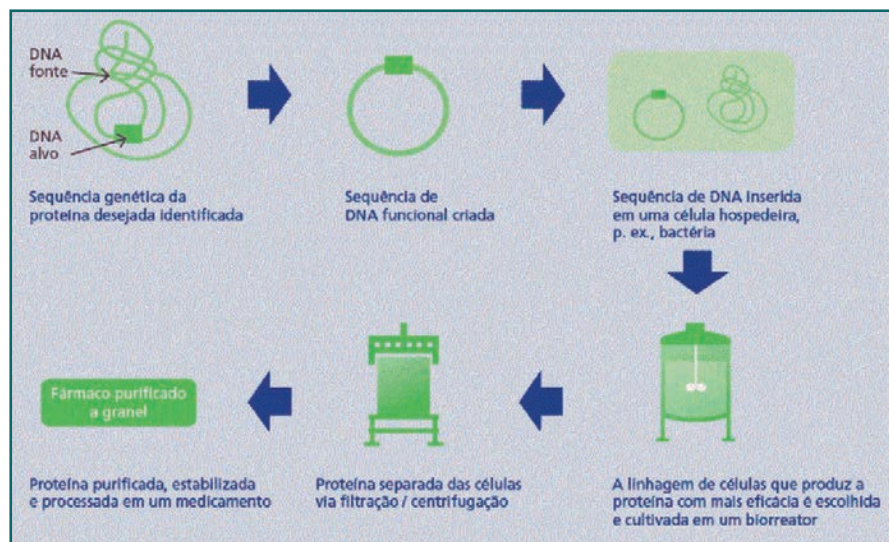 DNA
fonte
DNA
alvo
Sequência genética da
proteína desejada identificada
Sequência de
DNA funcional criada
Sequência de DNA inserida
em uma célula hospedeira,
p. ex., bactéria
Fármaco purificado
a granel
Proteína purificada, estabilizada
e processada em um medicamento
Proteína separada das células
via filtração / centrifugação
A linhagem de células que produz a
proteína com mais eficácia é escolhida
e cultivada em um biorreator